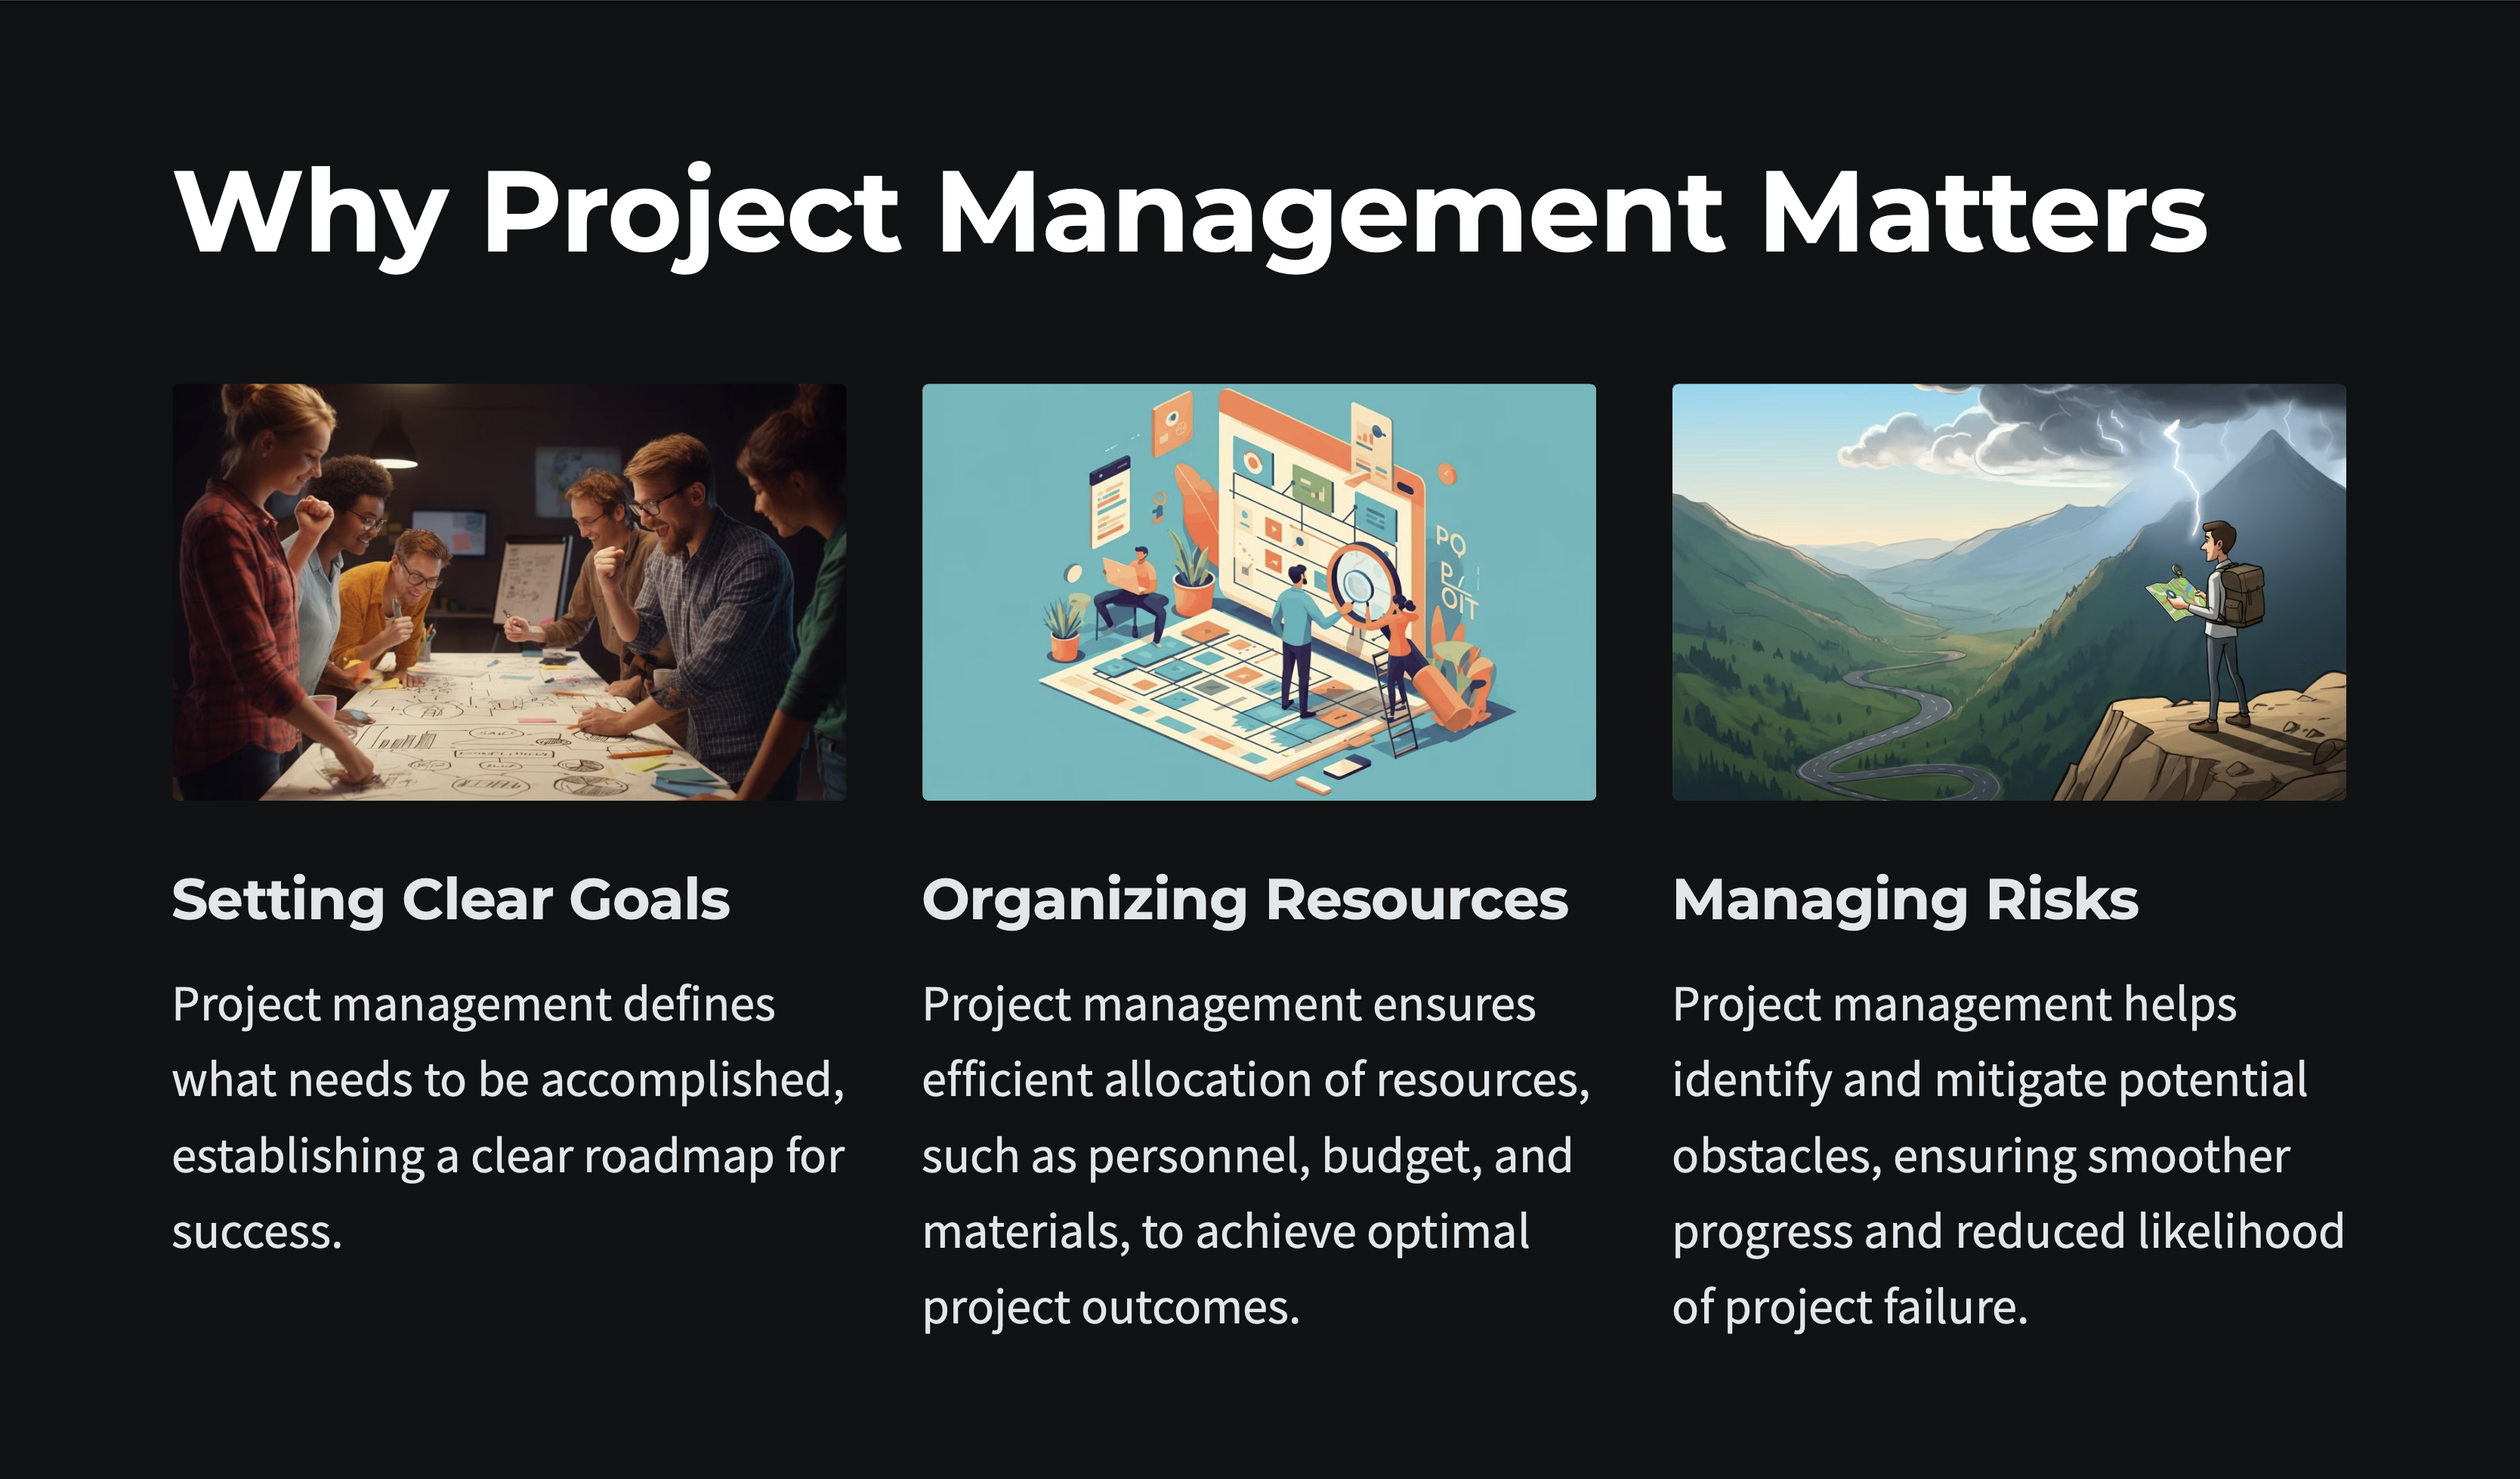 Why Project Management Matters
PO
P/
OIT
Setting Clear Goals
Project management defines
what needs to be accomplished,
establishing a clear roadmap for
success.
Organizing Resources
Project management ensures
efficient allocation of resources,
such as personnel, budget, and
materials, to achieve optimal
project outcomes.
Managing Risks
Project management helps
identify and mitigate potential
obstacles, ensuring smoother
progress and reduced likelihood
of project failure.